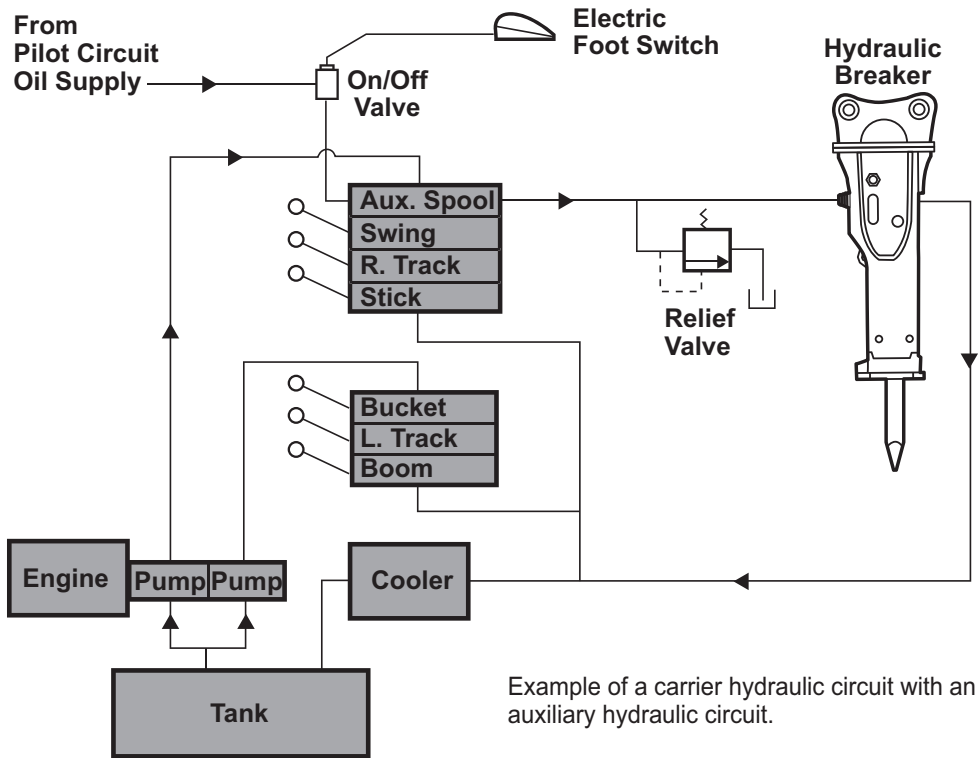 From
Pilot Circuit
Oil Supply
Electric
Foot Switch
On/Off
Valve
Hydraulic
Breaker
Aux. Spool
Swing
R. Track
Stick
Relief
Valve
Bucket
L. Track
Boom
Engine
Pump
Pump
Cooler
Tank
Example of a carrier hydraulic circuit with an
auxiliary hydraulic circuit.